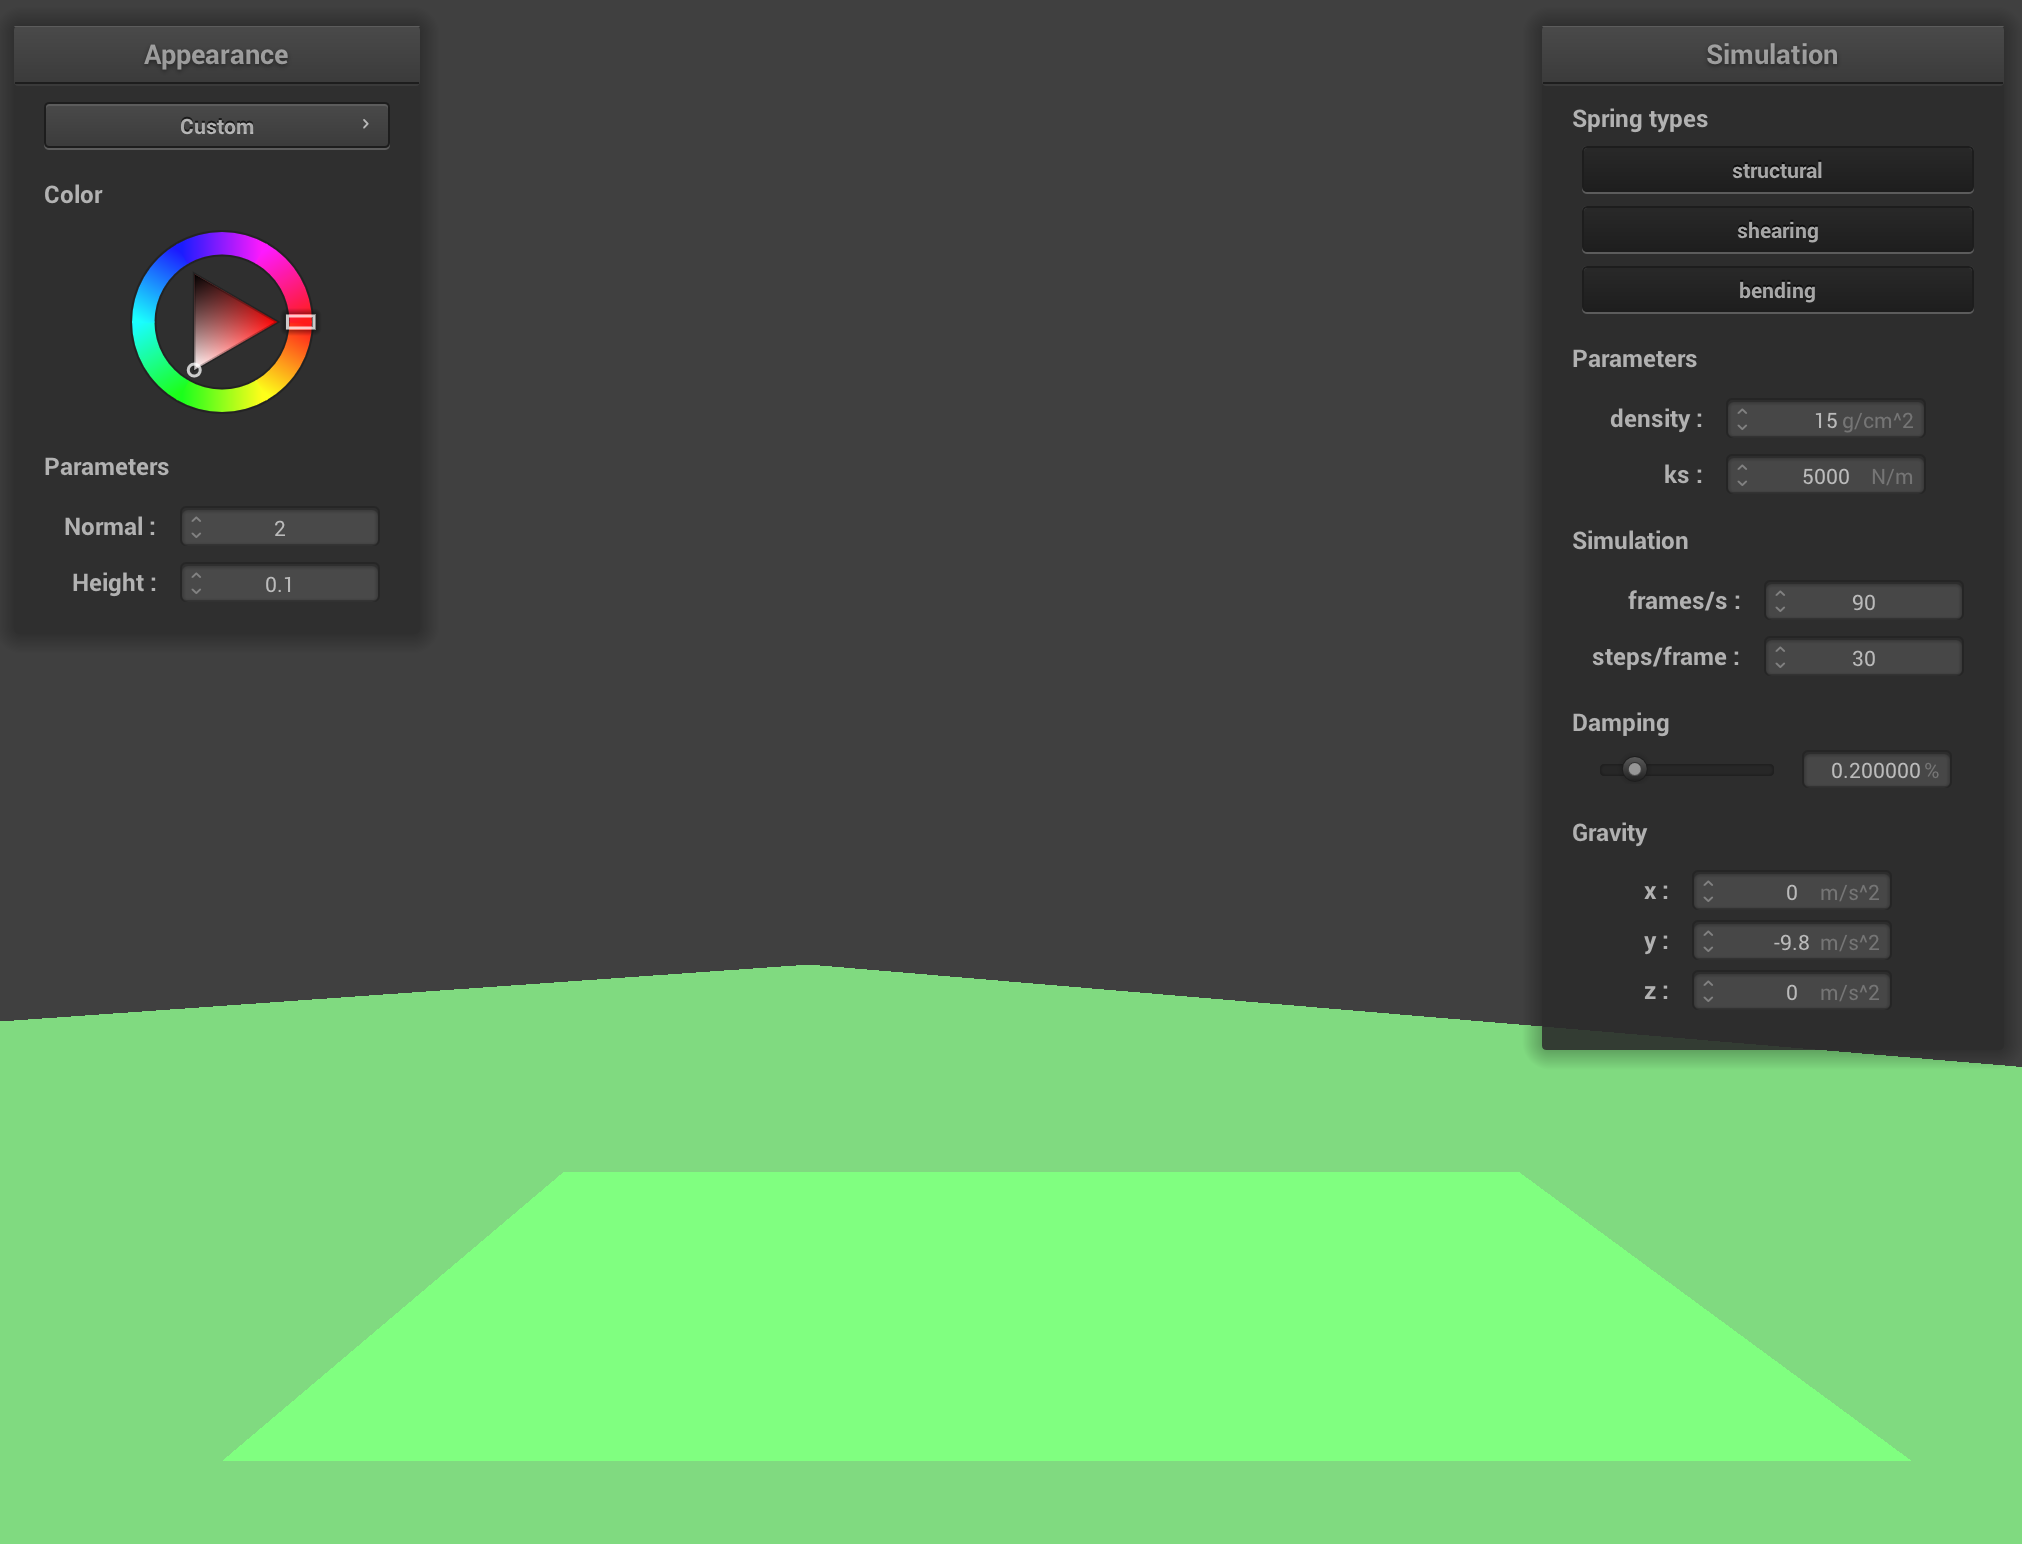 Appearance
Custom
Color
Parameters
Normal : 2
Height : 0.1
Simulation
Spring types
structural
shearing
bending
Parameters
density : 15 g/cm^2
ks : 5000 N/m
Simulation
frames/s : 90
steps/frame : 30
Damping
0.200000 %
Gravity
x : 0 m/s^2
y : -9.8 m/s^2
z : 0 m/s^2